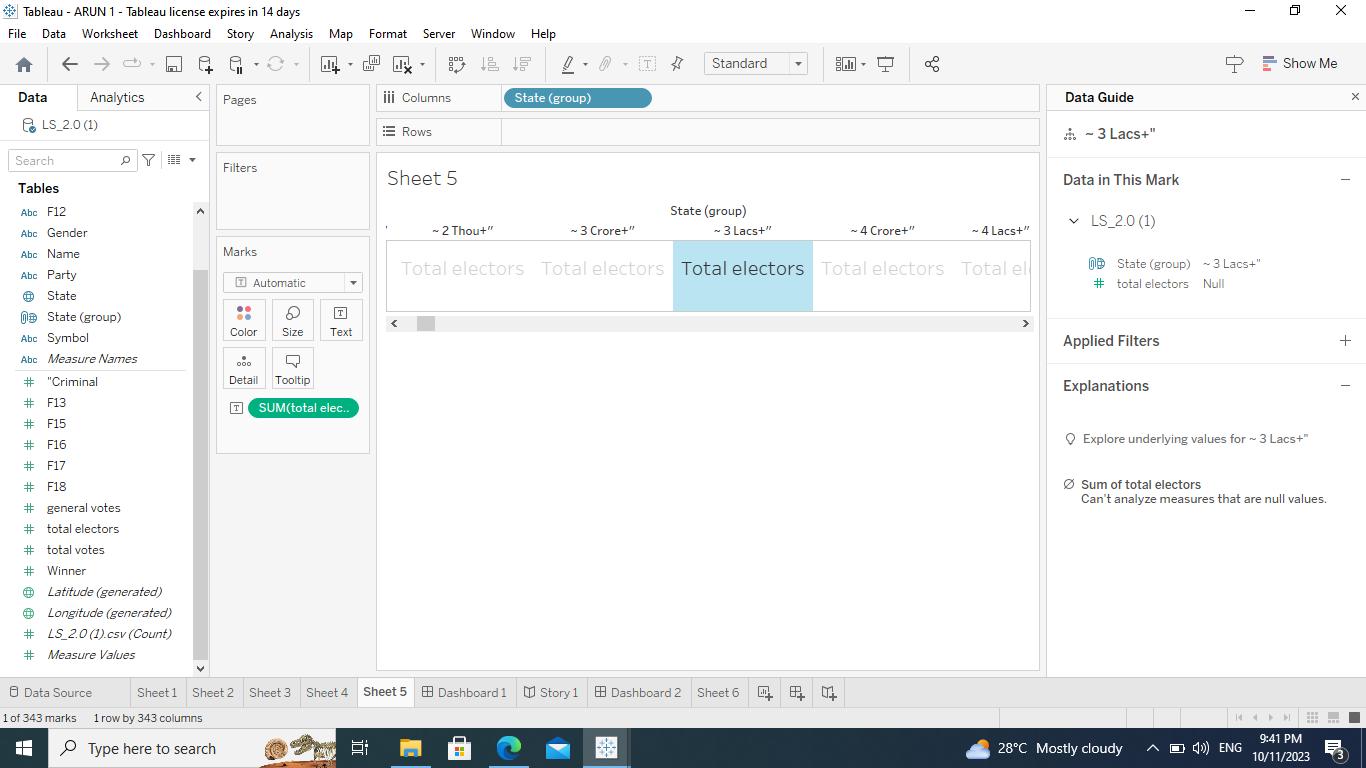 Tableau - ARUN 1 - Tableau license expires in 14 days
File Data Worksheet Dashboard Story Analysis Map Format Server Window Help
Standard
Show Me
Data Analytics
LS_2.0 (1)
Search
Tables
Abc F12
Abc Gender
Abc Name
Abc Party
State
State (group)
Abc Symbol
Abc Measure Names
# "Criminal
# F13
# F15
# F16
# F17
# F18
# general votes
# total electors
# total votes
# Winner
Latitude (generated)
Longitude (generated)
# LS_2.0 (1).csv (Count)
# Measure Values
Pages
Filters
Marks
Automatic
Color Size Text
Detail Tooltip
SUM(total elec..
Columns State (group)
Rows
Sheet 5
State (group)
" ~ 2 Thou+" ~ 3 Crore+" ~ 3 Lacs+" ~ 4 Crore+" ~ 4 Lacs+"
Total electors Total electors Total electors Total electors Total el
Data Guide
~ 3 Lacs+"
Data in This Mark
LS_2.0 (1)
State (group) ~ 3 Lacs+"
# total electors Null
Applied Filters
Explanations
Explore underlying values for ~ 3 Lacs+"
Sum of total electors
Can't analyze measures that are null values.
Data Source Sheet 1 Sheet 2 Sheet 3 Sheet 4 Sheet 5 Dashboard 1 Story 1 Dashboard 2 Sheet 6
1 of 343 marks 1 row by 343 columns
Type here to search
28°C Mostly cloudy
ENG
9:41 PM
10/11/2023
3